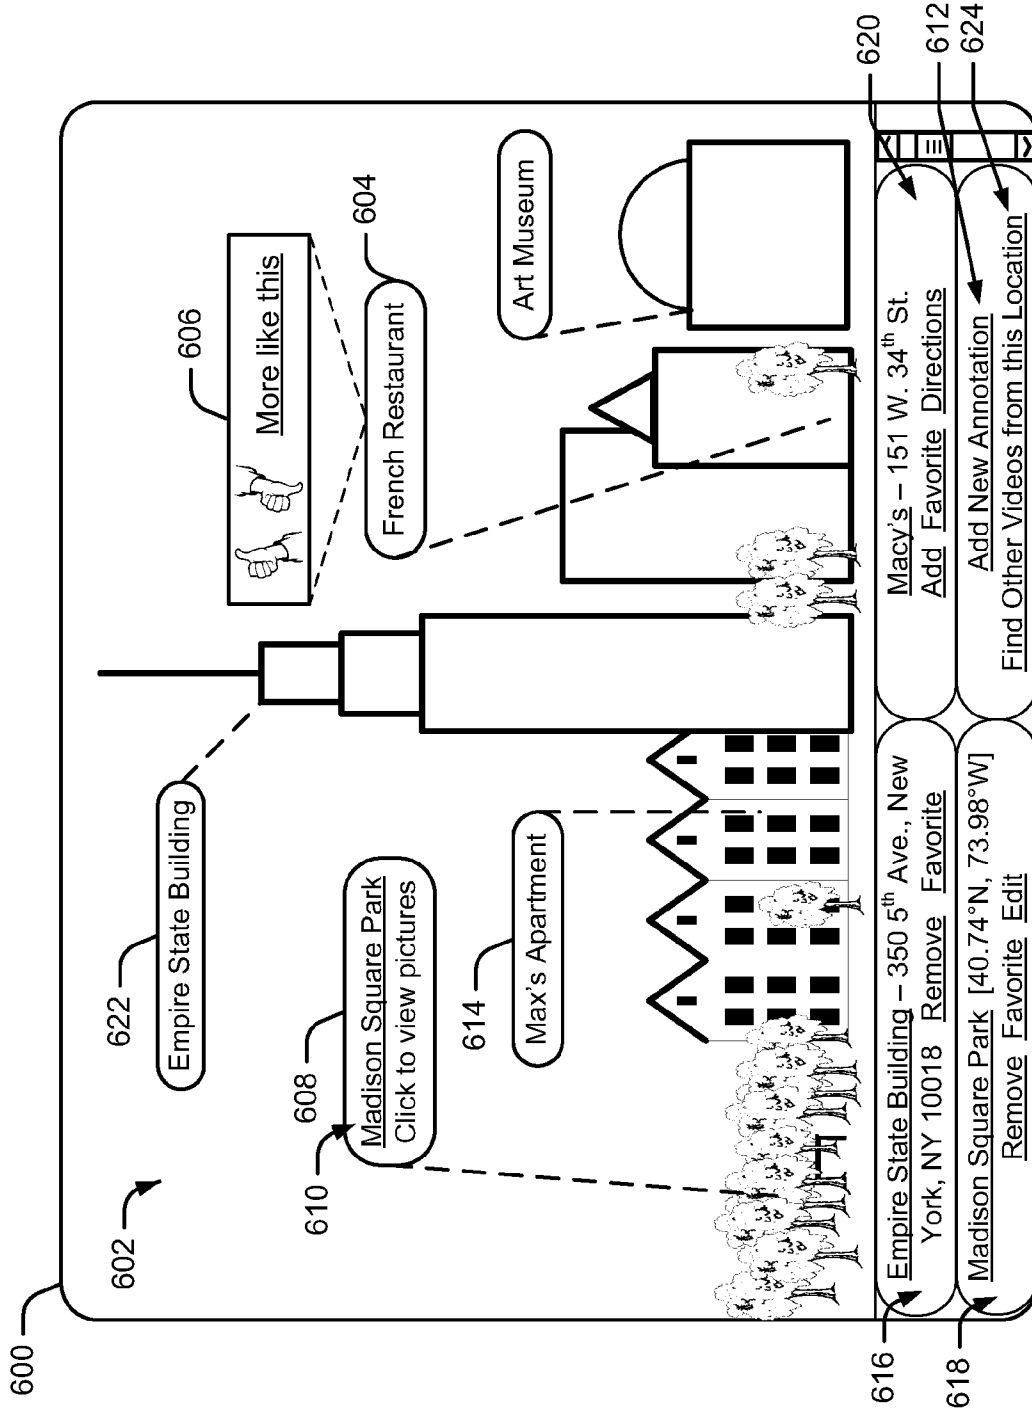 600
602
622
Empire State Building
606
More like this
604
French Restaurant
608
610
Madison Square Park
Click to view pictures
614
Max's Apartment
Art Museum
616
Empire State Building – 350 5th Ave., New
York, NY 10018 Remove Favorite
620
Macy's – 151 W. 34th St.
Add Favorite Directions
618
Madison Square Park [40.74°N, 73.98°W]
Remove Favorite Edit
612
Add New Annotation
624
Find Other Videos from this Location